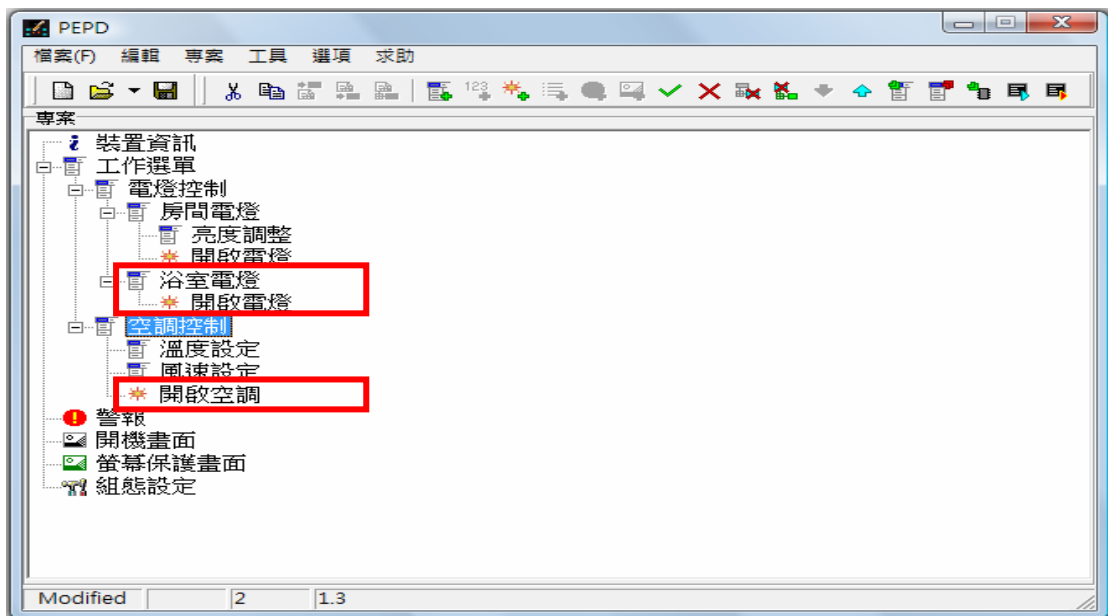 PEPD
檔案(F) 編輯 專案 工具 選項 求助
123
專案
裝置資訊
工作選單
電燈控制
房間電燈
亮度調整
開啟電燈
浴室電燈
開啟電燈
空調控制
溫度設定
風速設定
開啟空調
警報
開機畫面
螢幕保護畫面
組態設定
Modified 2 1.3